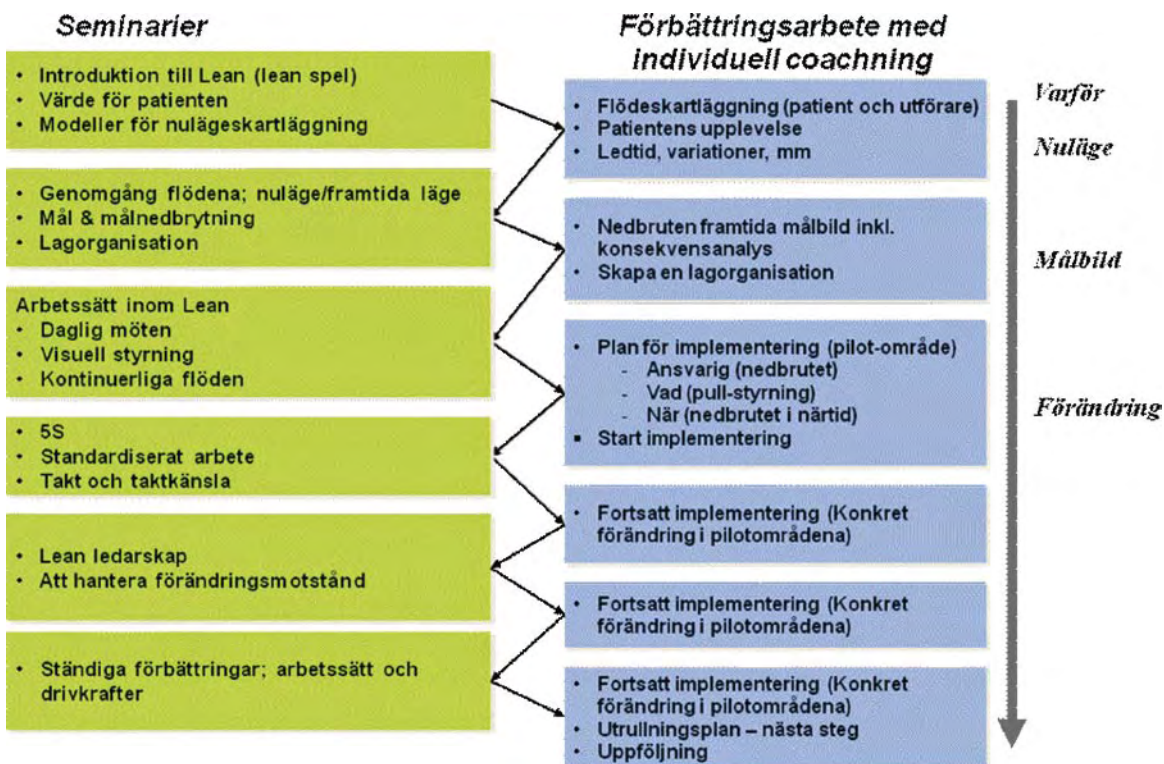 Seminarier
• Introduktion till Lean (lean spel)
• Värde för patienten
• Modeller för nulägeskartläggning
• Genomgång flödena; nuläge/framtida läge
• Mål & målnedbrytning
• Lagorganisation
Arbetssätt inom Lean
• Daglig möten
• Visuell styrning
• Kontinuerliga flöden
• 5S
• Standardiserat arbete
• Takt och taktkänsla
• Lean ledarskap
• Att hantera förändringsmotstånd
• Ständiga förbättringar; arbetssätt och
drivkrafter
Förbättringsarbete med
individuell coachning
• Flödeskartläggning (patient och utförare)
• Patientens upplevelse
• Ledtid, variationer, mm
• Nedbruten framtida målbild inkl.
konsekvensanalys
• Skapa en lagorganisation
• Plan för implementering (pilot-område)
- Ansvarig (nedbrutet)
- Vad (pull-styrning)
- När (nedbrutet i närtid)
▪ Start implementering
• Fortsatt implementering (Konkret
förändring i pilotområdena)
• Fortsatt implementering (Konkret
förändring i pilotområdena)
• Fortsatt implementering (Konkret
förändring i pilotområdena)
• Utrullningsplan – nästa steg
• Uppföljning
Varför
Nuläge
Målbild
Förändring